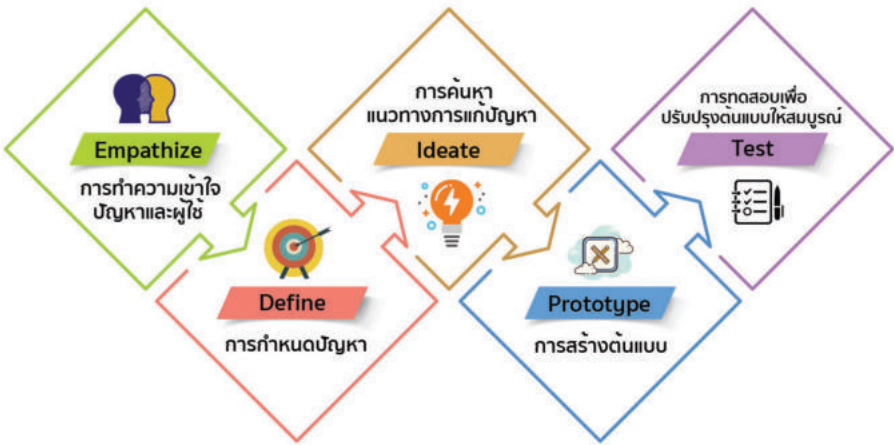 Empathize
การทำความเข้าใจ
ปัญหาและผู้ใช้
Define
การกำหนดปัญหา
การค้นหา
แนวทางการแก้ปัญหา
Ideate
Prototype
การสร้างต้นแบบ
การทดสอบเพื่อ
ปรับปรุงต้นแบบให้สมบูรณ์
Test